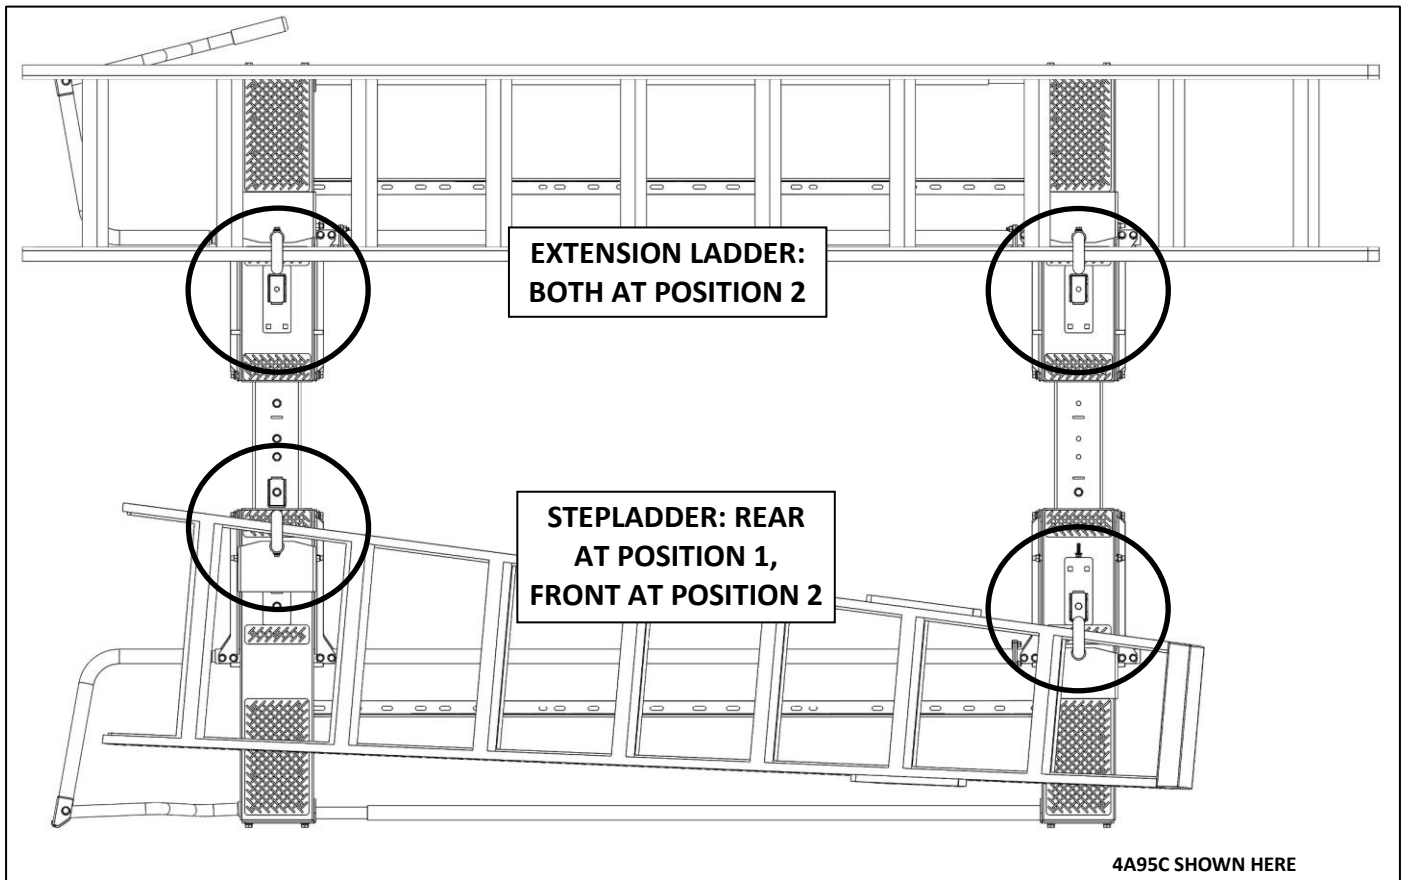 EXTENSION LADDER:
BOTH AT POSITION 2
STEPLADDER: REAR
AT POSITION 1,
FRONT AT POSITION 2
4A95C SHOWN HERE